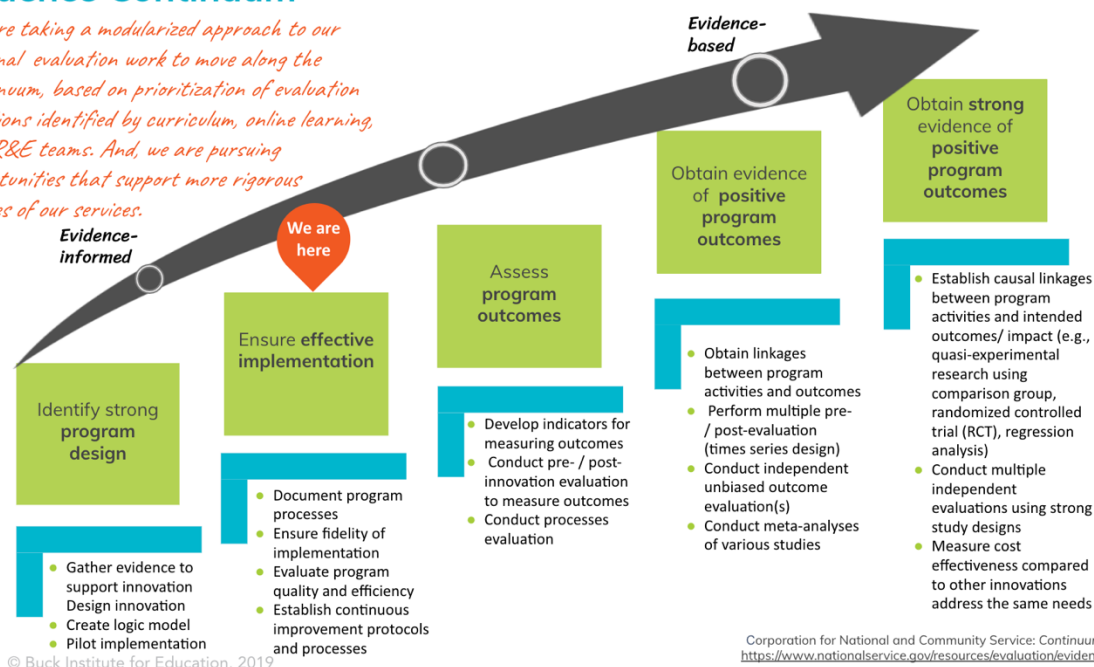 re taking a modularized approach to our
evaluation work to move along the
based on prioritization of evaluation
identified by curriculum, online learning,
R&E teams. And, we are pursuing
that support more rigorous
of our services.
Evidence-
based
Evidence-
informed
We are
here
Identify strong
program
design
Gather evidence to
support innovation
Design innovation
Create logic model
Pilot implementation
Ensure effective
implementation
Document program
processes
Ensure fidelity of
implementation
Evaluate program
quality and efficiency
Establish continuous
improvement protocols
and processes
Assess
program
outcomes
Develop indicators for
measuring outcomes
Conduct pre- / post-
innovation evaluation
to measure outcomes
Conduct processes
evaluation
Obtain evidence
of positive
program
outcomes
Obtain linkages
between program
activities and outcomes
Perform multiple pre-
/ post-evaluation
(times series design)
Conduct independent
unbiased outcome
evaluation(s)
Conduct meta-analyses
of various studies
Obtain strong
evidence of
positive
program
outcomes
Establish causal linkages
between program
activities and intended
outcomes/ impact (e.g.,
quasi-experimental
research using
comparison group,
randomized controlled
trial (RCT), regression
analysis)
Conduct multiple
independent
evaluations using strong
study designs
Measure cost
effectiveness compared
to other innovations
address the same needs
© Buck Institute for Education, 2019
Corporation for National and Community Service: Continuu
https://www.nationalservice.gov/resources/evaluation/eviden